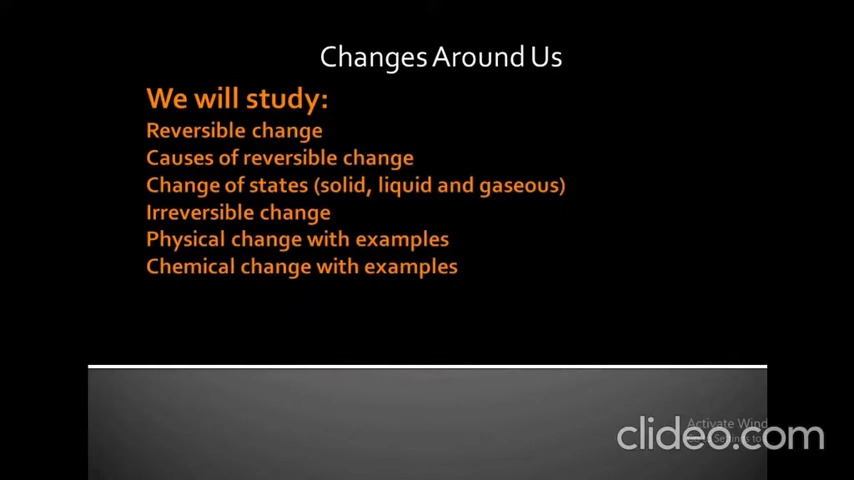 Changes Around Us
We will study:
Reversible change
Causes of reversible change
Change of states (solid, liquid and gaseous)
Irreversible change
Physical change with examples
Chemical change with examples
Activate Wind
clideo.com